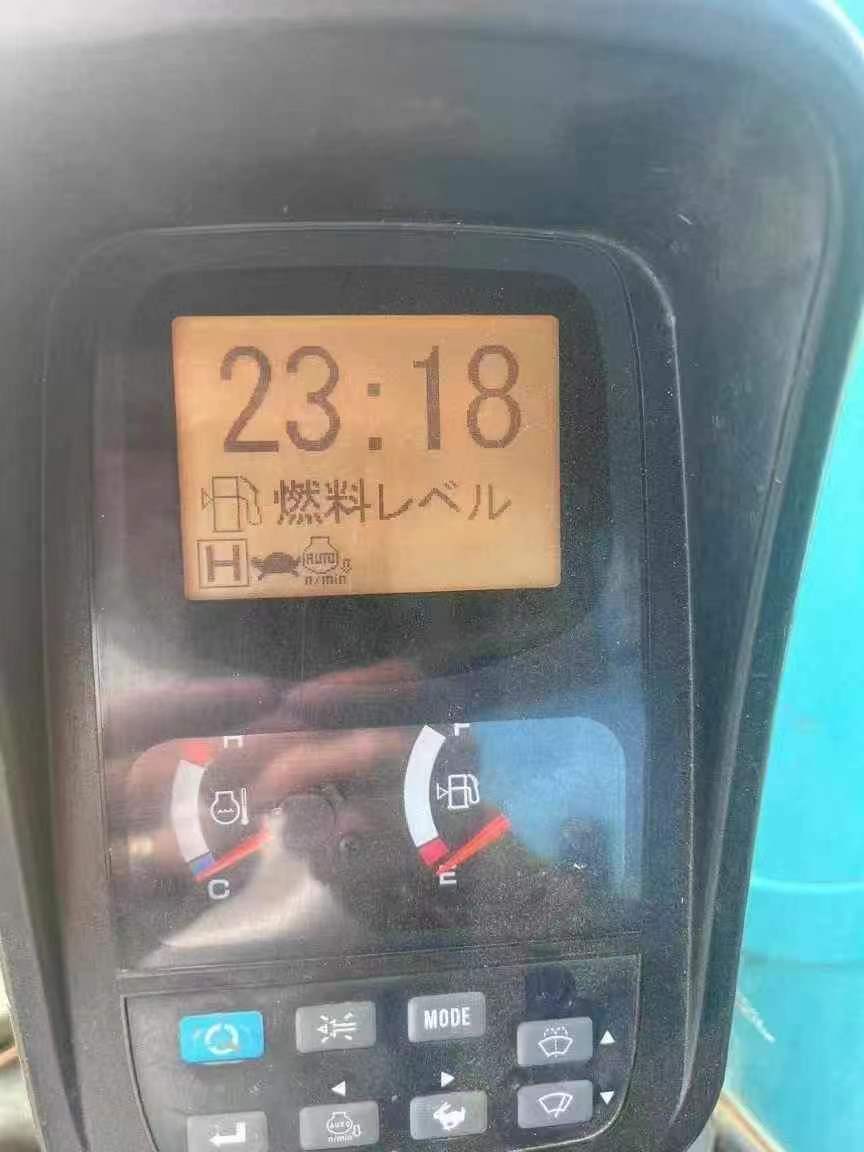 23:18
燃料レベル
H AUTO
n/min
H F
C E
MODE
AUTO
n/min